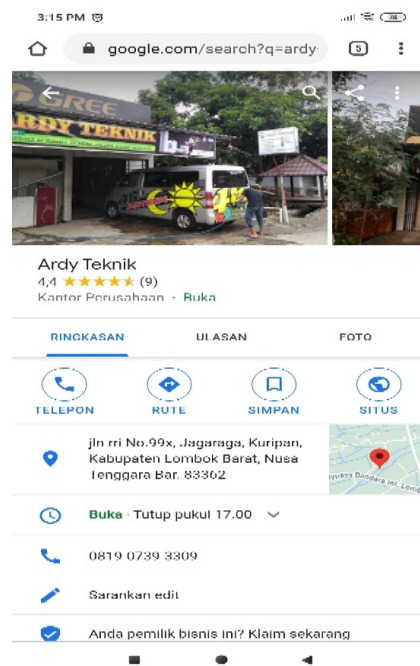 3:15 PM
74
google.com/search?q=ardy
5
GREE
ARDY TEKNIK
Ardy Teknik
4,4 (9)
Kantor Perusahaan · Buka
RINGKASAN ULASAN FOTO
TELEPON RUTE SIMPAN SITUS
jln rri No.99x, Jagaraga, Kuripan,
Kabupaten Lombok Barat, Nusa
Tenggara Bar. 83362
Buka · Tutup pukul 17.00
0819 0739 3309
Sarankan edit
Anda pemilik bisnis ini? Klaim sekarang